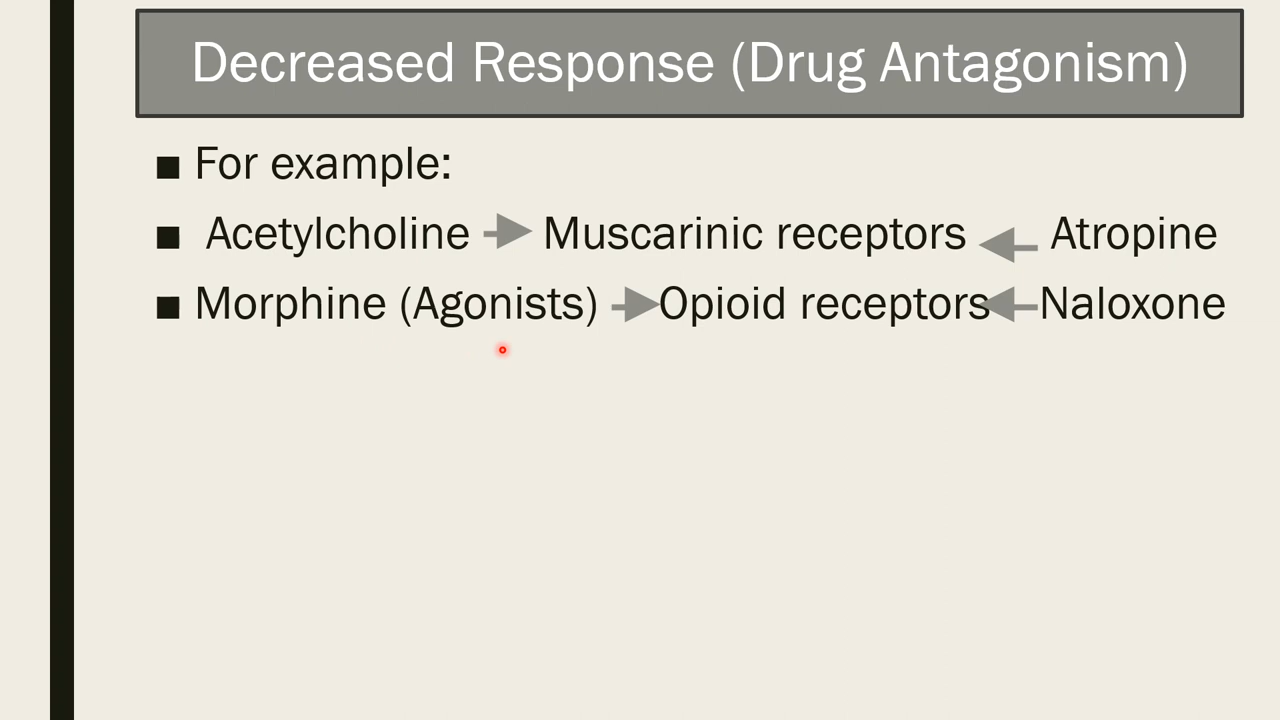 Decreased Response (Drug Antagonism)
■ For example:
■ Acetylcholine → Muscarinic receptors ← Atropine
■ Morphine (Agonists) → Opioid receptors ← Naloxone